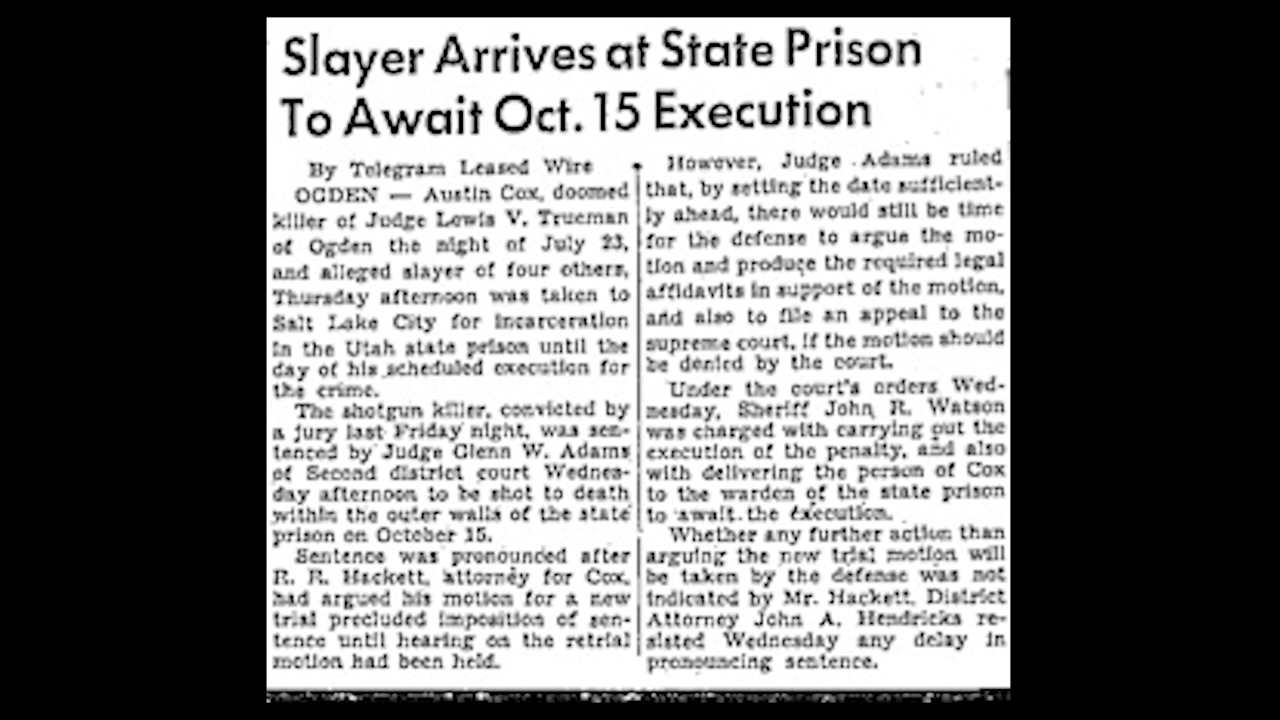 Slayer Arrives at State Prison
To Await Oct. 15 Execution
By Telegram Leased Wire
OGDEN — Austin Cox, doomed
killer of Judge Lewis V. Trueman
of Ogden the night of July 23,
and alleged slayer of four others,
Thursday afternoon was taken to
Salt Lake City for incarceration
in the Utah state prison until the
day of his scheduled execution for
the crime.
The shotgun killer, convicted by
a jury last Friday night, was sen-
tenced by Judge Glenn W. Adams
of Second district court Wednes-
day afternoon to be shot to death
within the outer walls of the state
prison on October 15.
Sentence was pronounced after
R. R. Hackett, attorney for Cox,
had argued his motion for a new
trial precluded imposition of sen-
tence until hearing on the retrial
motion had been held.
However, Judge Adams ruled
that, by setting the date sufficient-
ly ahead, there would still be time
for the defense to argue the mo-
tion and produce the required legal
affidavits in support of the motion,
and also to file an appeal to the
supreme court, if the motion should
be denied by the court.
Under the court's orders Wed-
nesday, Sheriff John R. Watson
was charged with carrying out the
execution of the penalty, and also
with delivering the person of Cox
to the warden of the state prison
to await the execution.
Whether any further action than
arguing the new trial motion will
be taken by the defense was not
indicated by Mr. Hackett. District
Attorney John A. Hendricks re-
sisted Wednesday any delay in
pronouncing sentence.